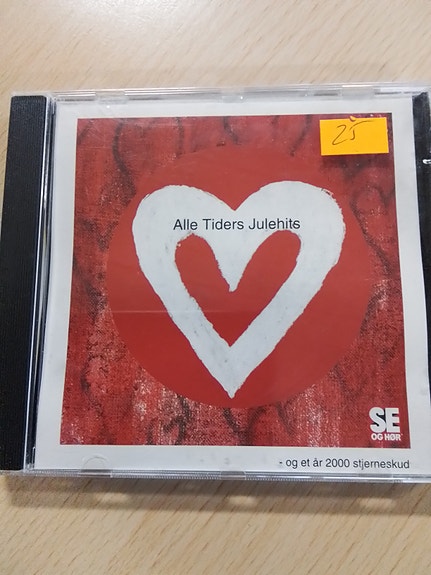 25
Alle Tiders Julehits
SE
OG HØR
- og et år 2000 stjerneskud